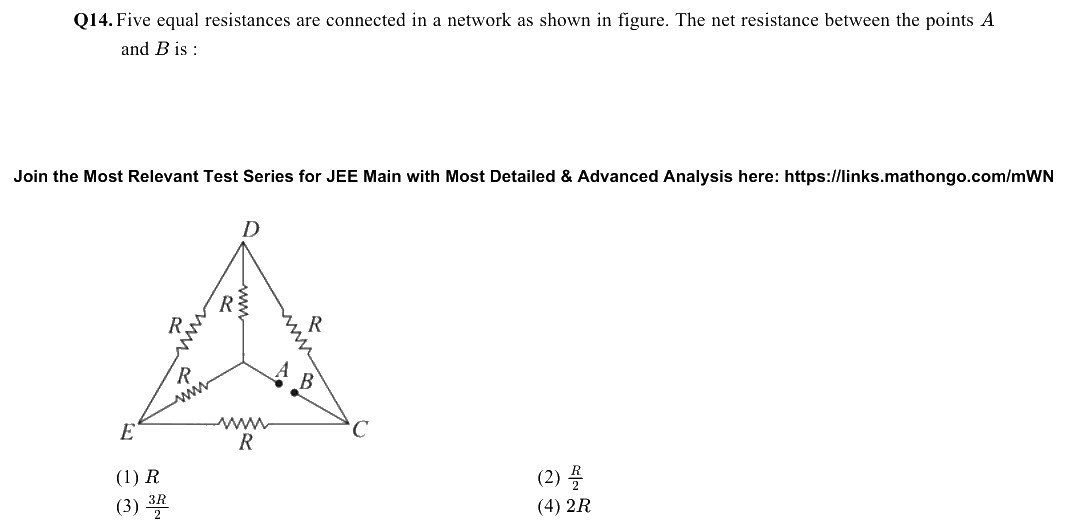 Q14. Five equal resistances are connected in a network as shown in figure. The net resistance between the points A
and B is :
Join the Most Relevant Test Series for JEE Main with Most Detailed & Advanced Analysis here: https://links.mathongo.com/mWN
D
R
R
R
R
A
B
E
R
C
(1) R
(2) R/2
(3) 3R/2
(4) 2R